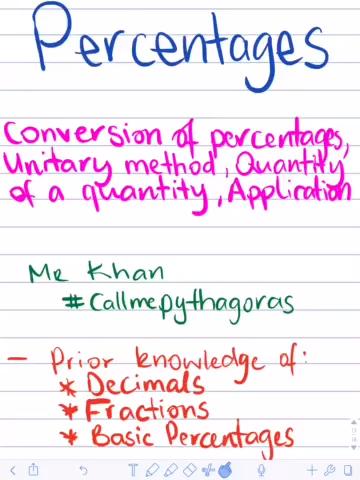 Percentages
Conversion of percentages,
Unitary method, Quantity
of a quantity, Application
Mr Khan
#Callmepythagoras
- Prior knowledge of:
* Decimals
* Fractions
* Basic Percentages